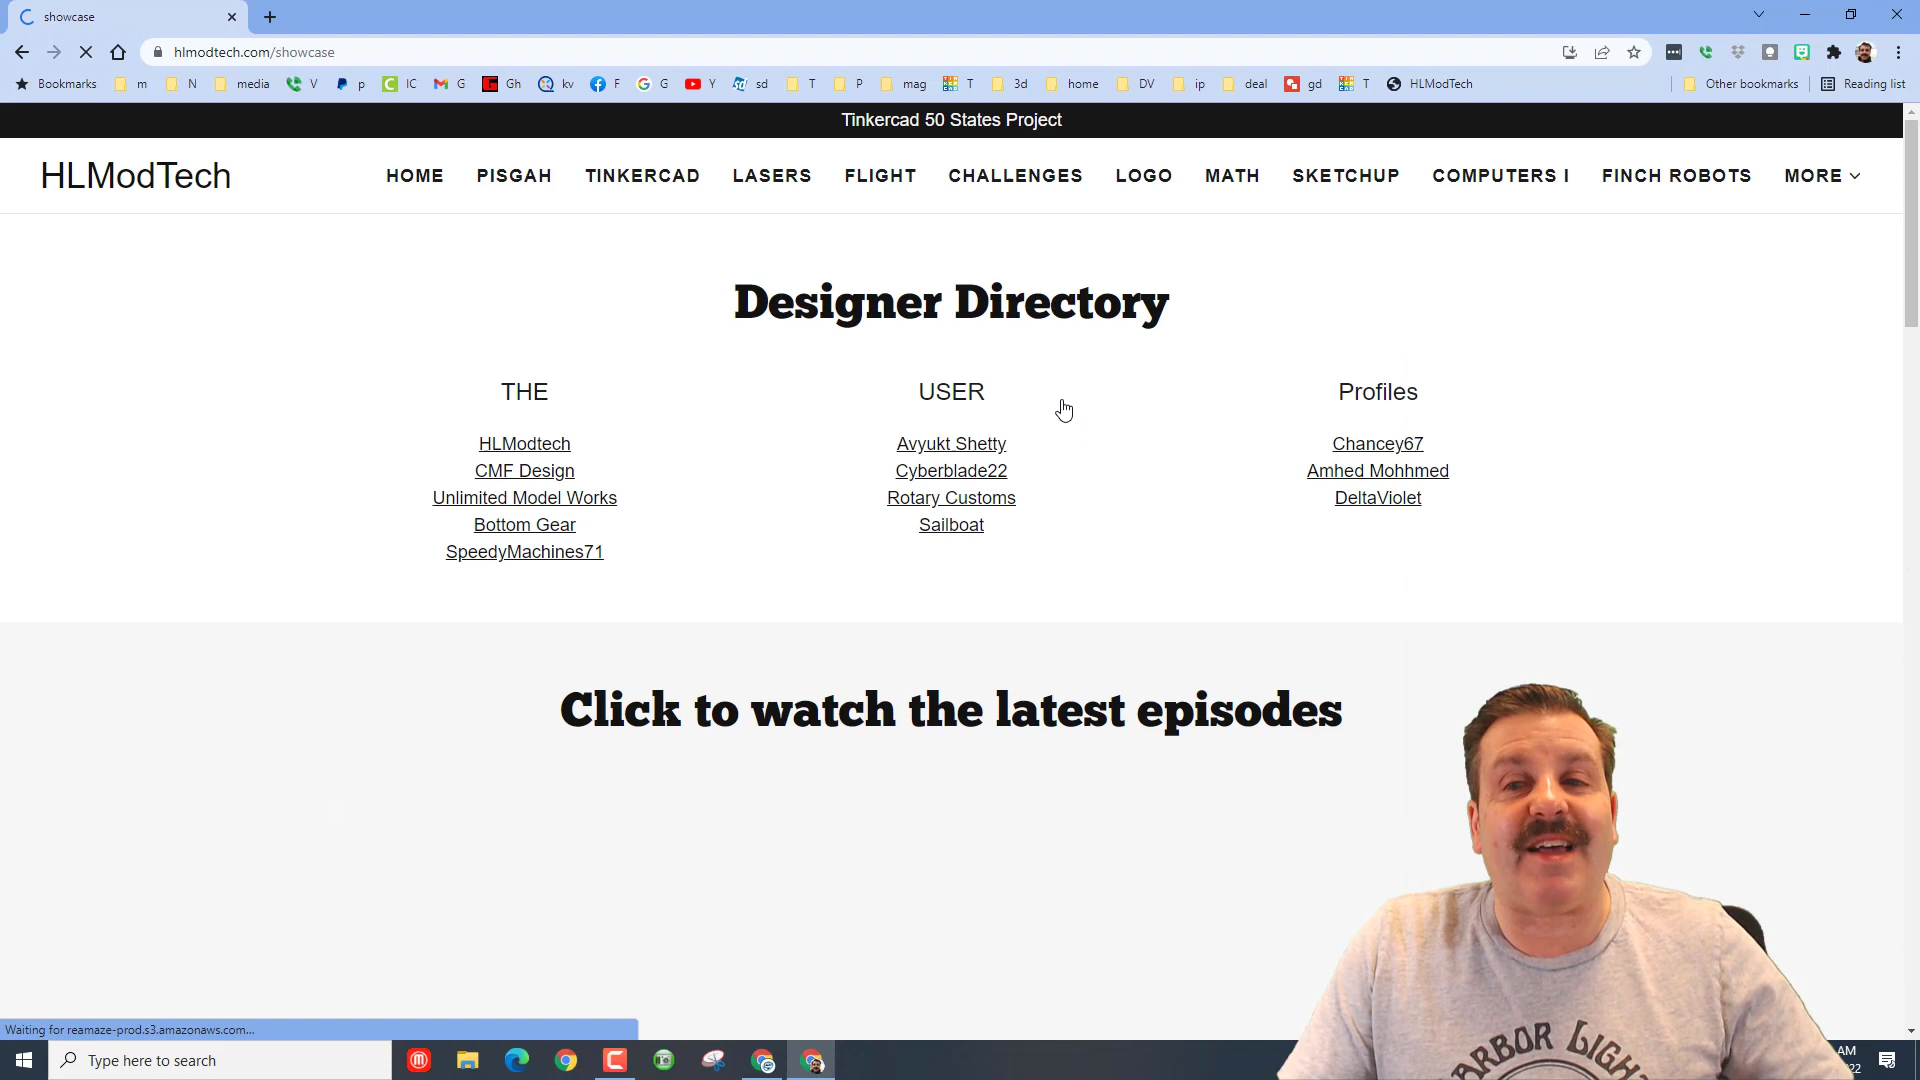 showcase
hlmodtech.com/showcase
Bookmarks m N media V p IC G Gh kv F G Y sd T P mag T 3d home DV ip deal gd T HLModTech Other bookmarks Reading list
Tinkercad 50 States Project
HLModTech HOME PISGAH TINKERCAD LASERS FLIGHT CHALLENGES LOGO MATH SKETCHUP COMPUTERS I FINCH ROBOTS MORE
Designer Directory
THE USER Profiles
HLModtech Avyukt Shetty Chancey67
CMF Design Cyberblade22 Amhed Mohhmed
Unlimited Model Works Rotary Customs DeltaViolet
Bottom Gear Sailboat
SpeedyMachines71
Click to watch the latest episodes
Waiting for reamaze-prod.s3.amazonaws.com...
Type here to search
AM